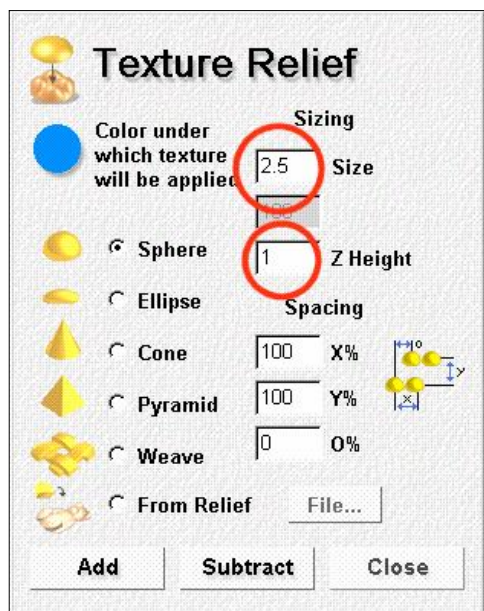 Texture Relief
Sizing
Color under
which texture
will be applied
2.5 Size
100
Sphere
1 Z Height
Ellipse
Spacing
Cone
100 X%
Pyramid
100 Y%
Weave
0 O%
From Relief File...
Add Subtract Close
o
y
x